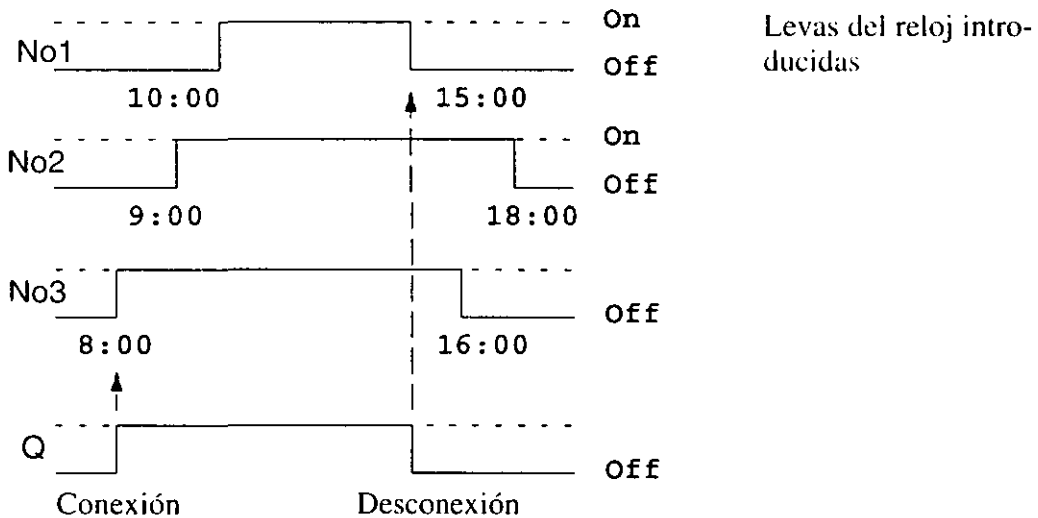 On
Levas del reloj intro-
No1
Off
ducidas
10:00 15:00
On
No2
Off
9:00 18:00
No3
Off
8:00 16:00
Q
Off
Conexión Desconexión